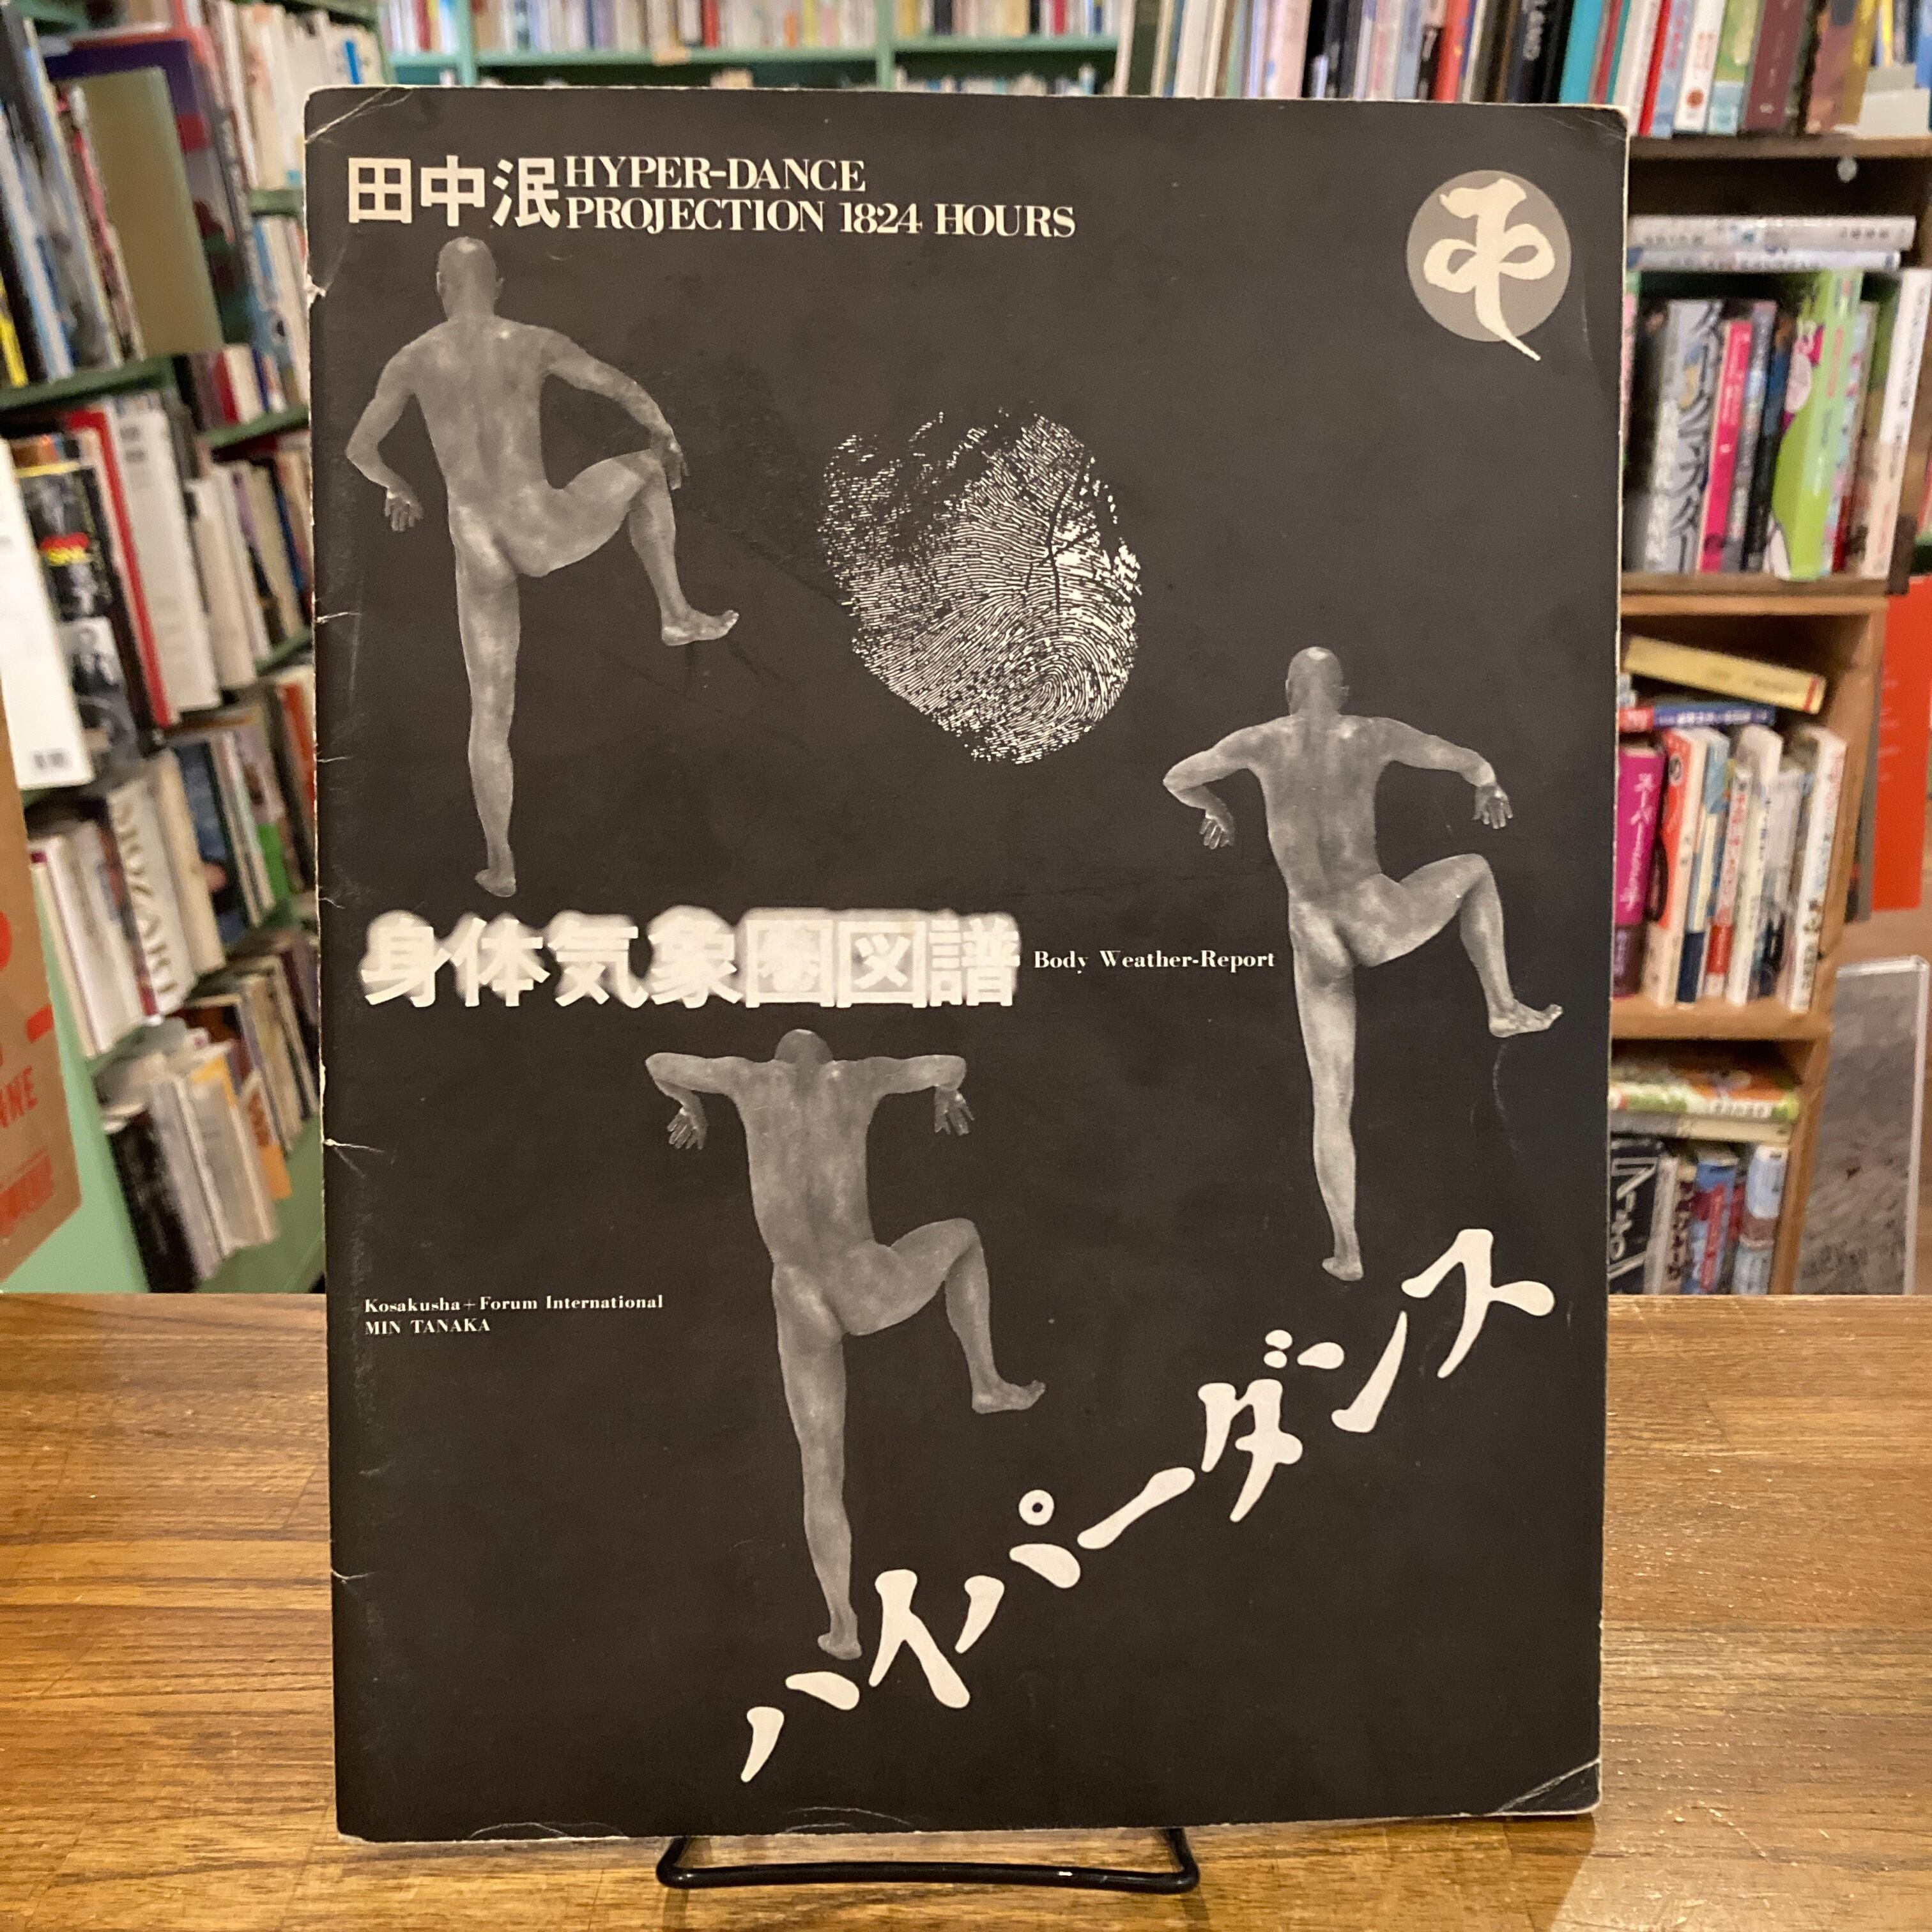 田中泯
HYPER-DANCE
PROJECTION 1824 HOURS
身体気象圏図譜
Body Weather-Report
Kosakusha+Forum International
MIN TANAKA
ハイパーダンス
MOZART